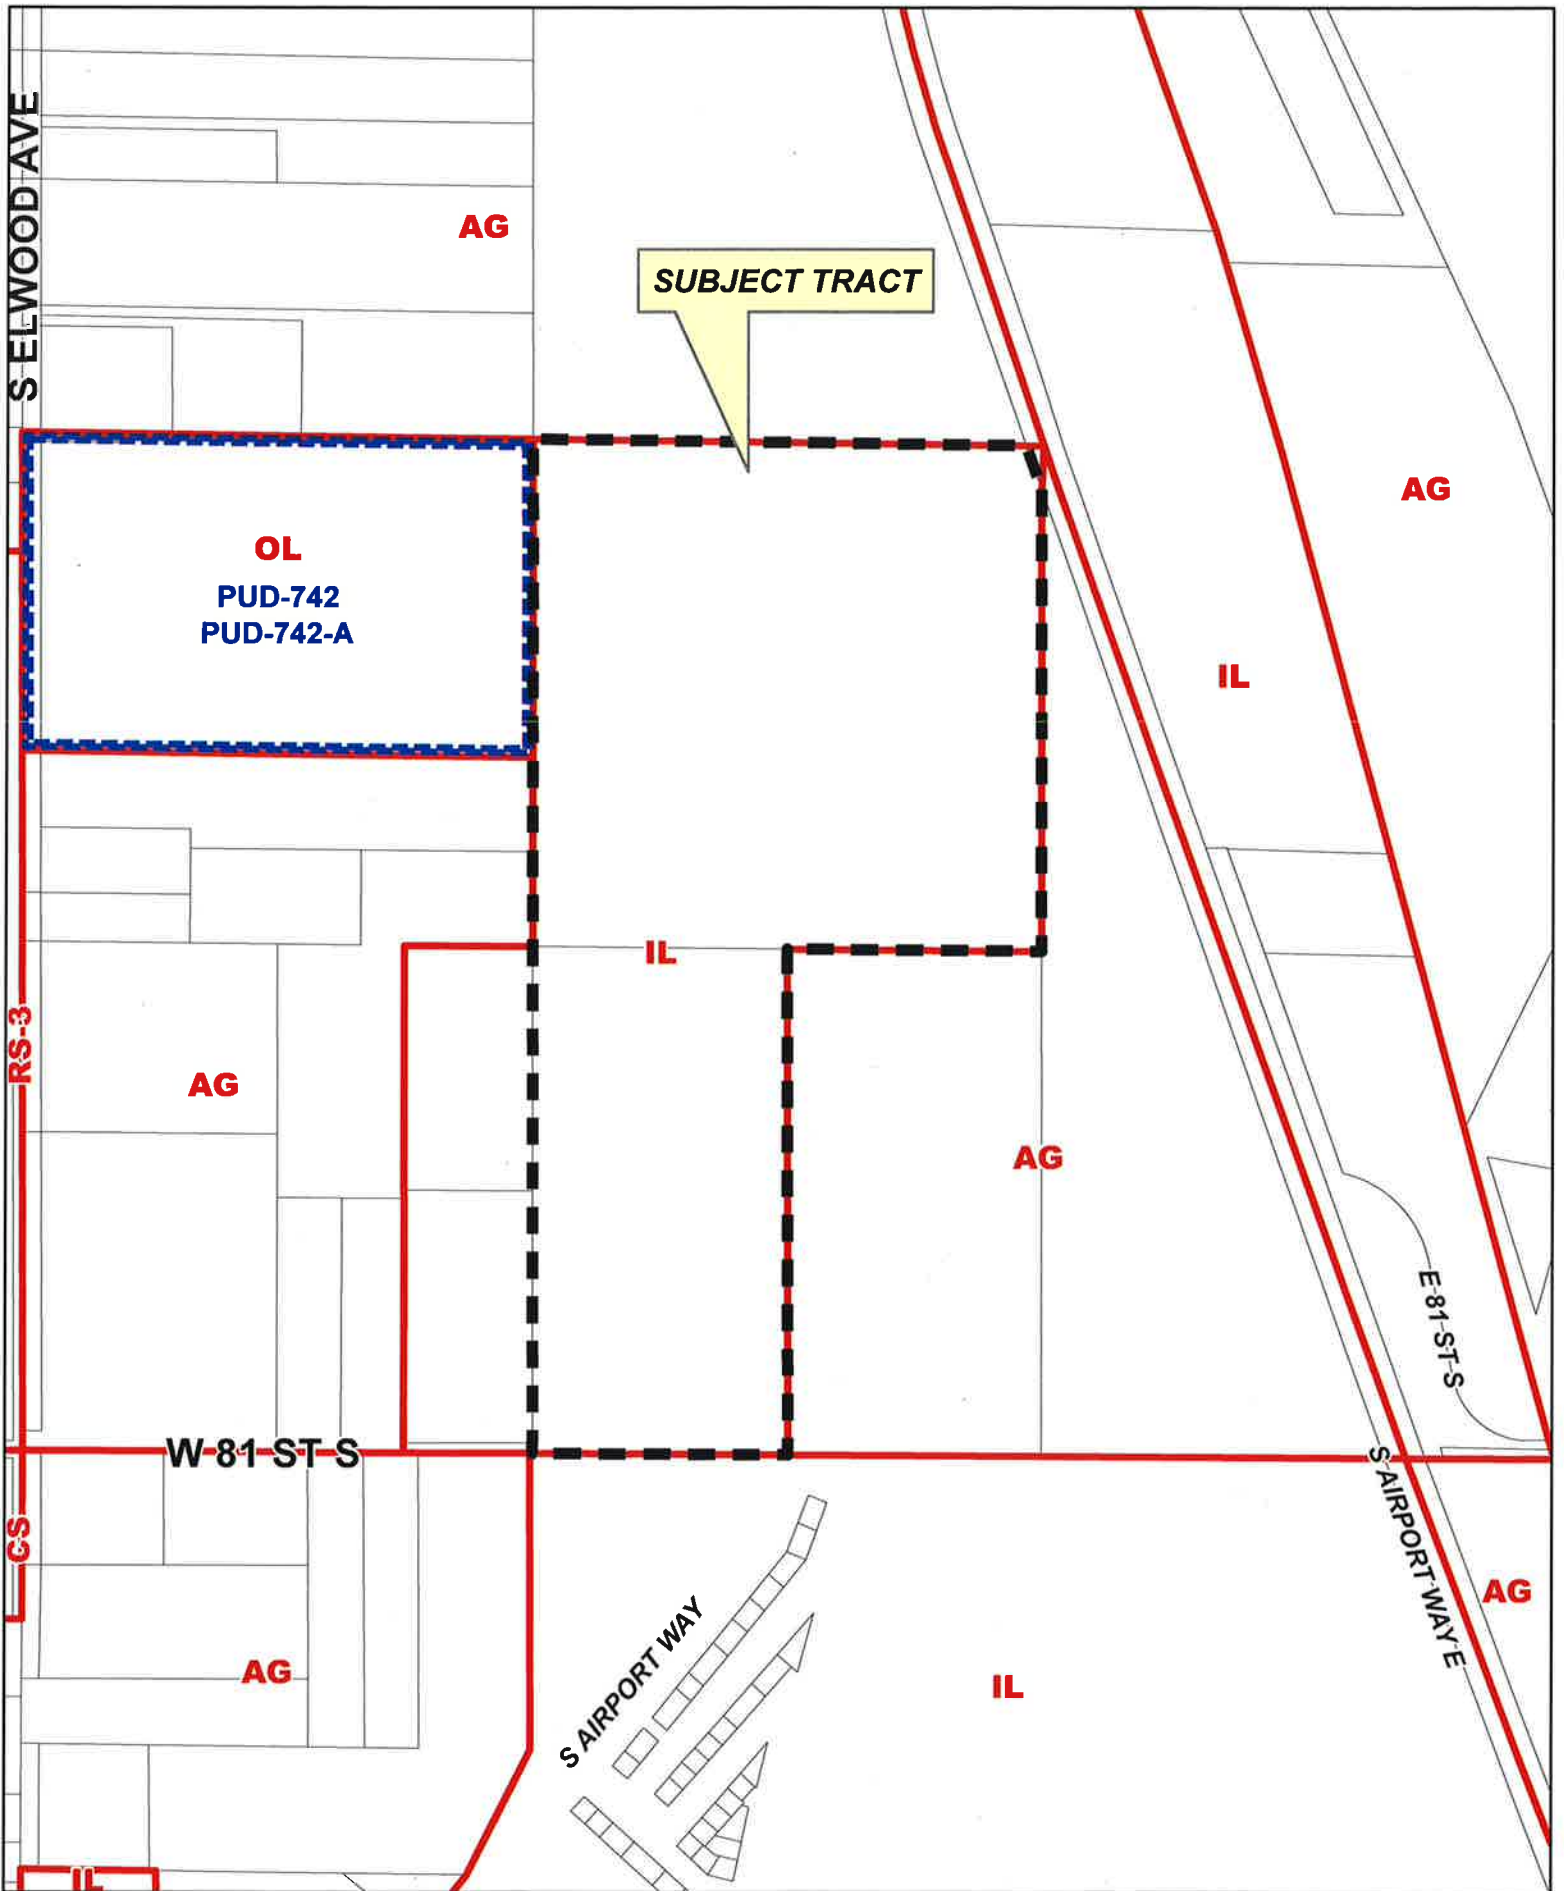 S ELWOOD AVE
AG
SUBJECT TRACT
AG
OL
PUD-742
PUD-742-A
IL
IL
RS-3
AG
AG
E 81 ST S
W 81 ST S
CS
S AIRPORT WAY E
AG
S AIRPORT WAY
AG
IL
IL